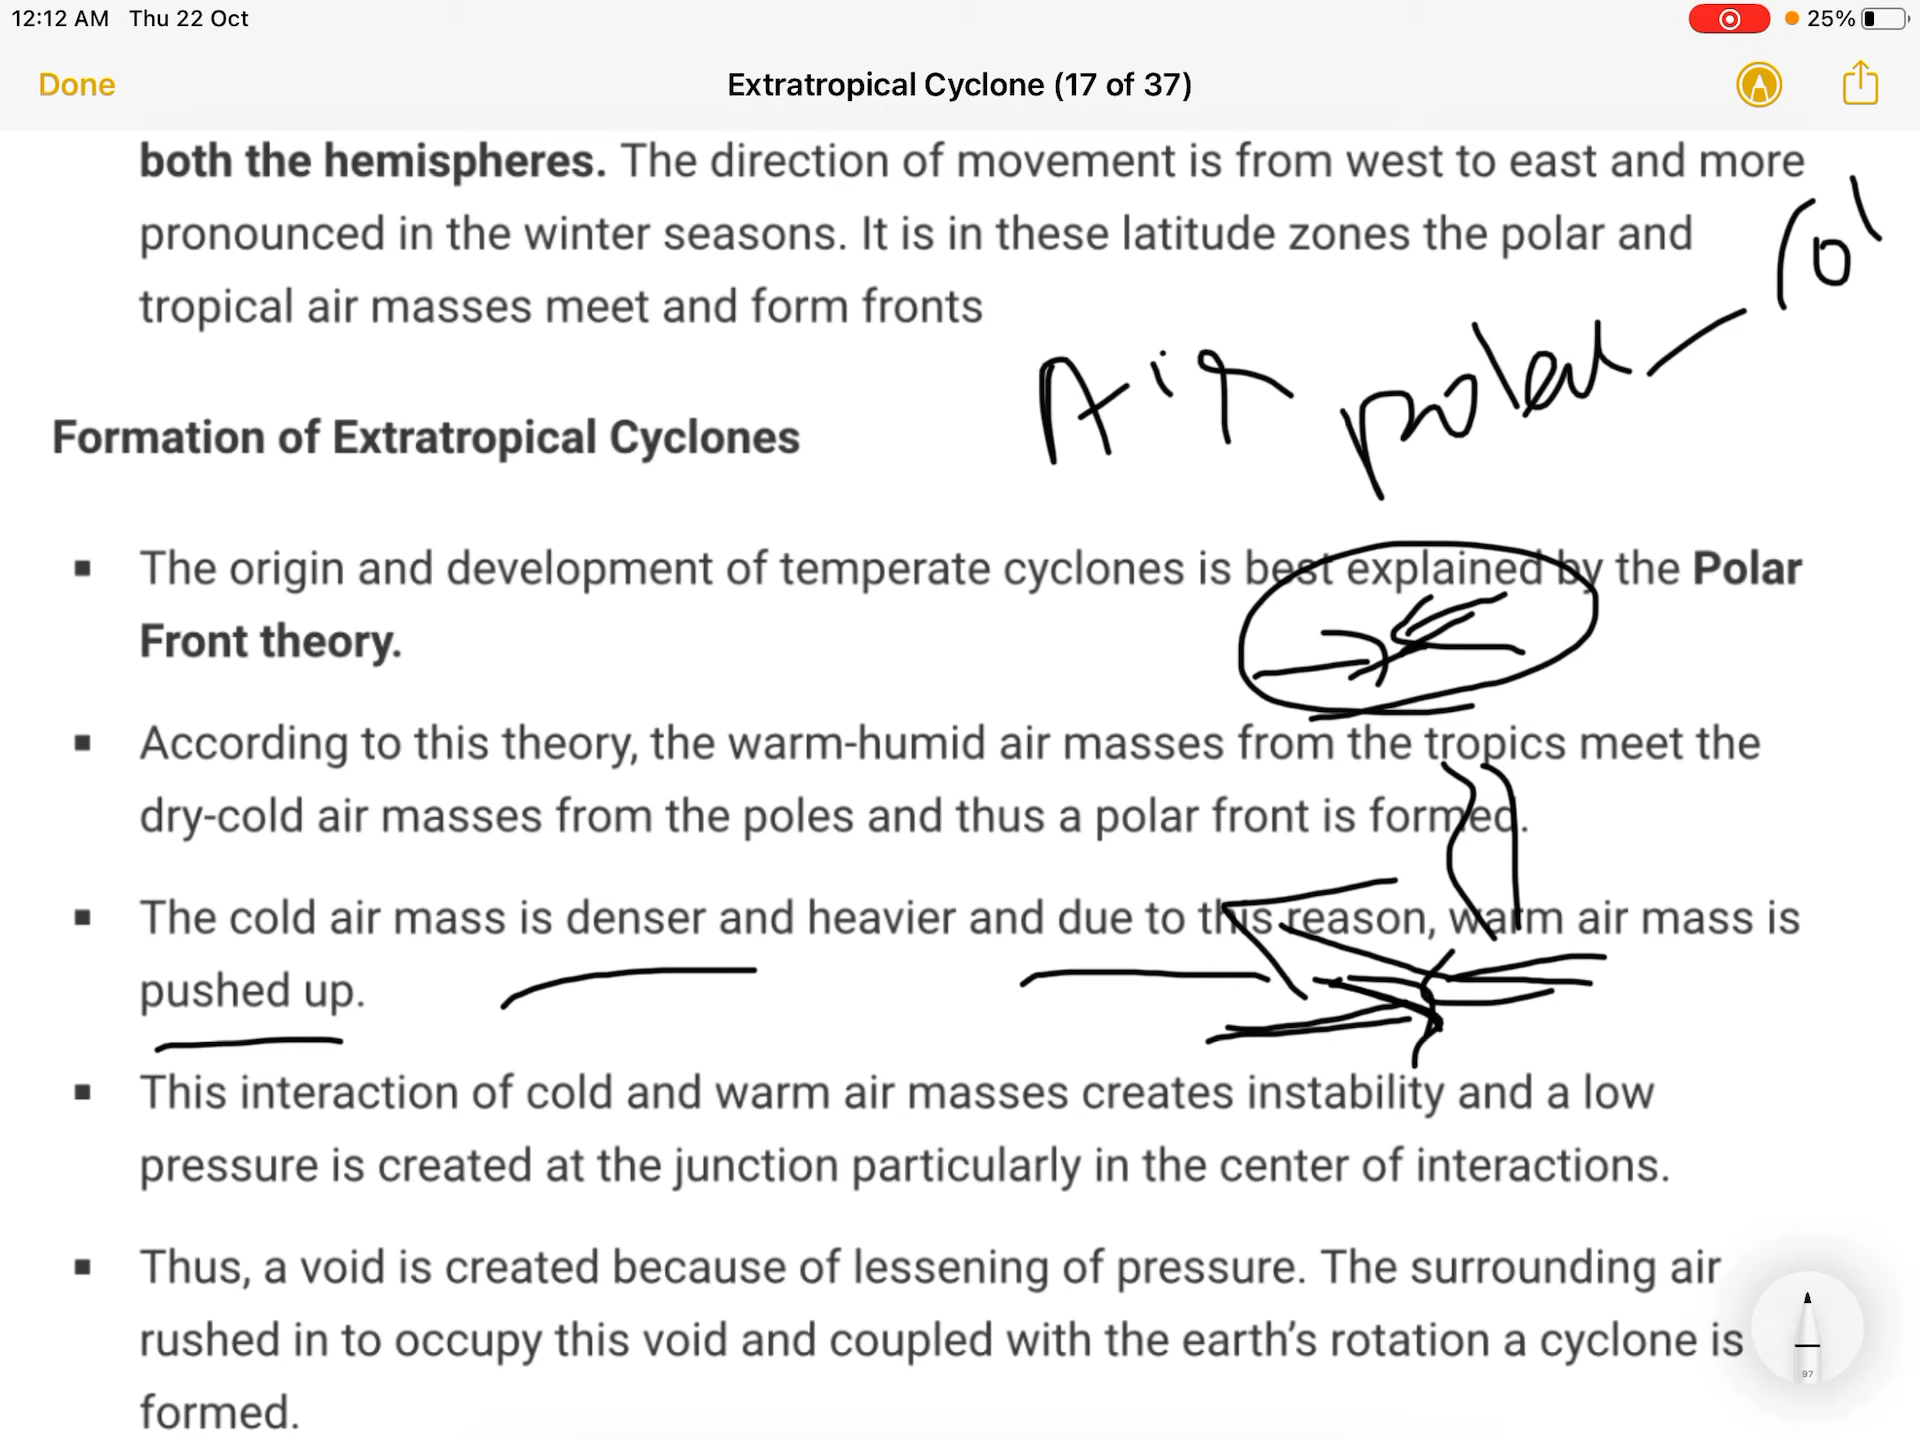 12:12 AM Thu 22 Oct
25%
Done
Extratropical Cyclone (17 of 37)
both the hemispheres. The direction of movement is from west to east and more
pronounced in the winter seasons. It is in these latitude zones the polar and
tropical air masses meet and form fronts
Air polar
Formation of Extratropical Cyclones
▪ The origin and development of temperate cyclones is best explained by the Polar
Front theory.
▪ According to this theory, the warm-humid air masses from the tropics meet the
dry-cold air masses from the poles and thus a polar front is formed.
▪ The cold air mass is denser and heavier and due to this reason, warm air mass is
pushed up.
▪ This interaction of cold and warm air masses creates instability and a low
pressure is created at the junction particularly in the center of interactions.
▪ Thus, a void is created because of lessening of pressure. The surrounding air
rushed in to occupy this void and coupled with the earth's rotation a cyclone is
formed.
97